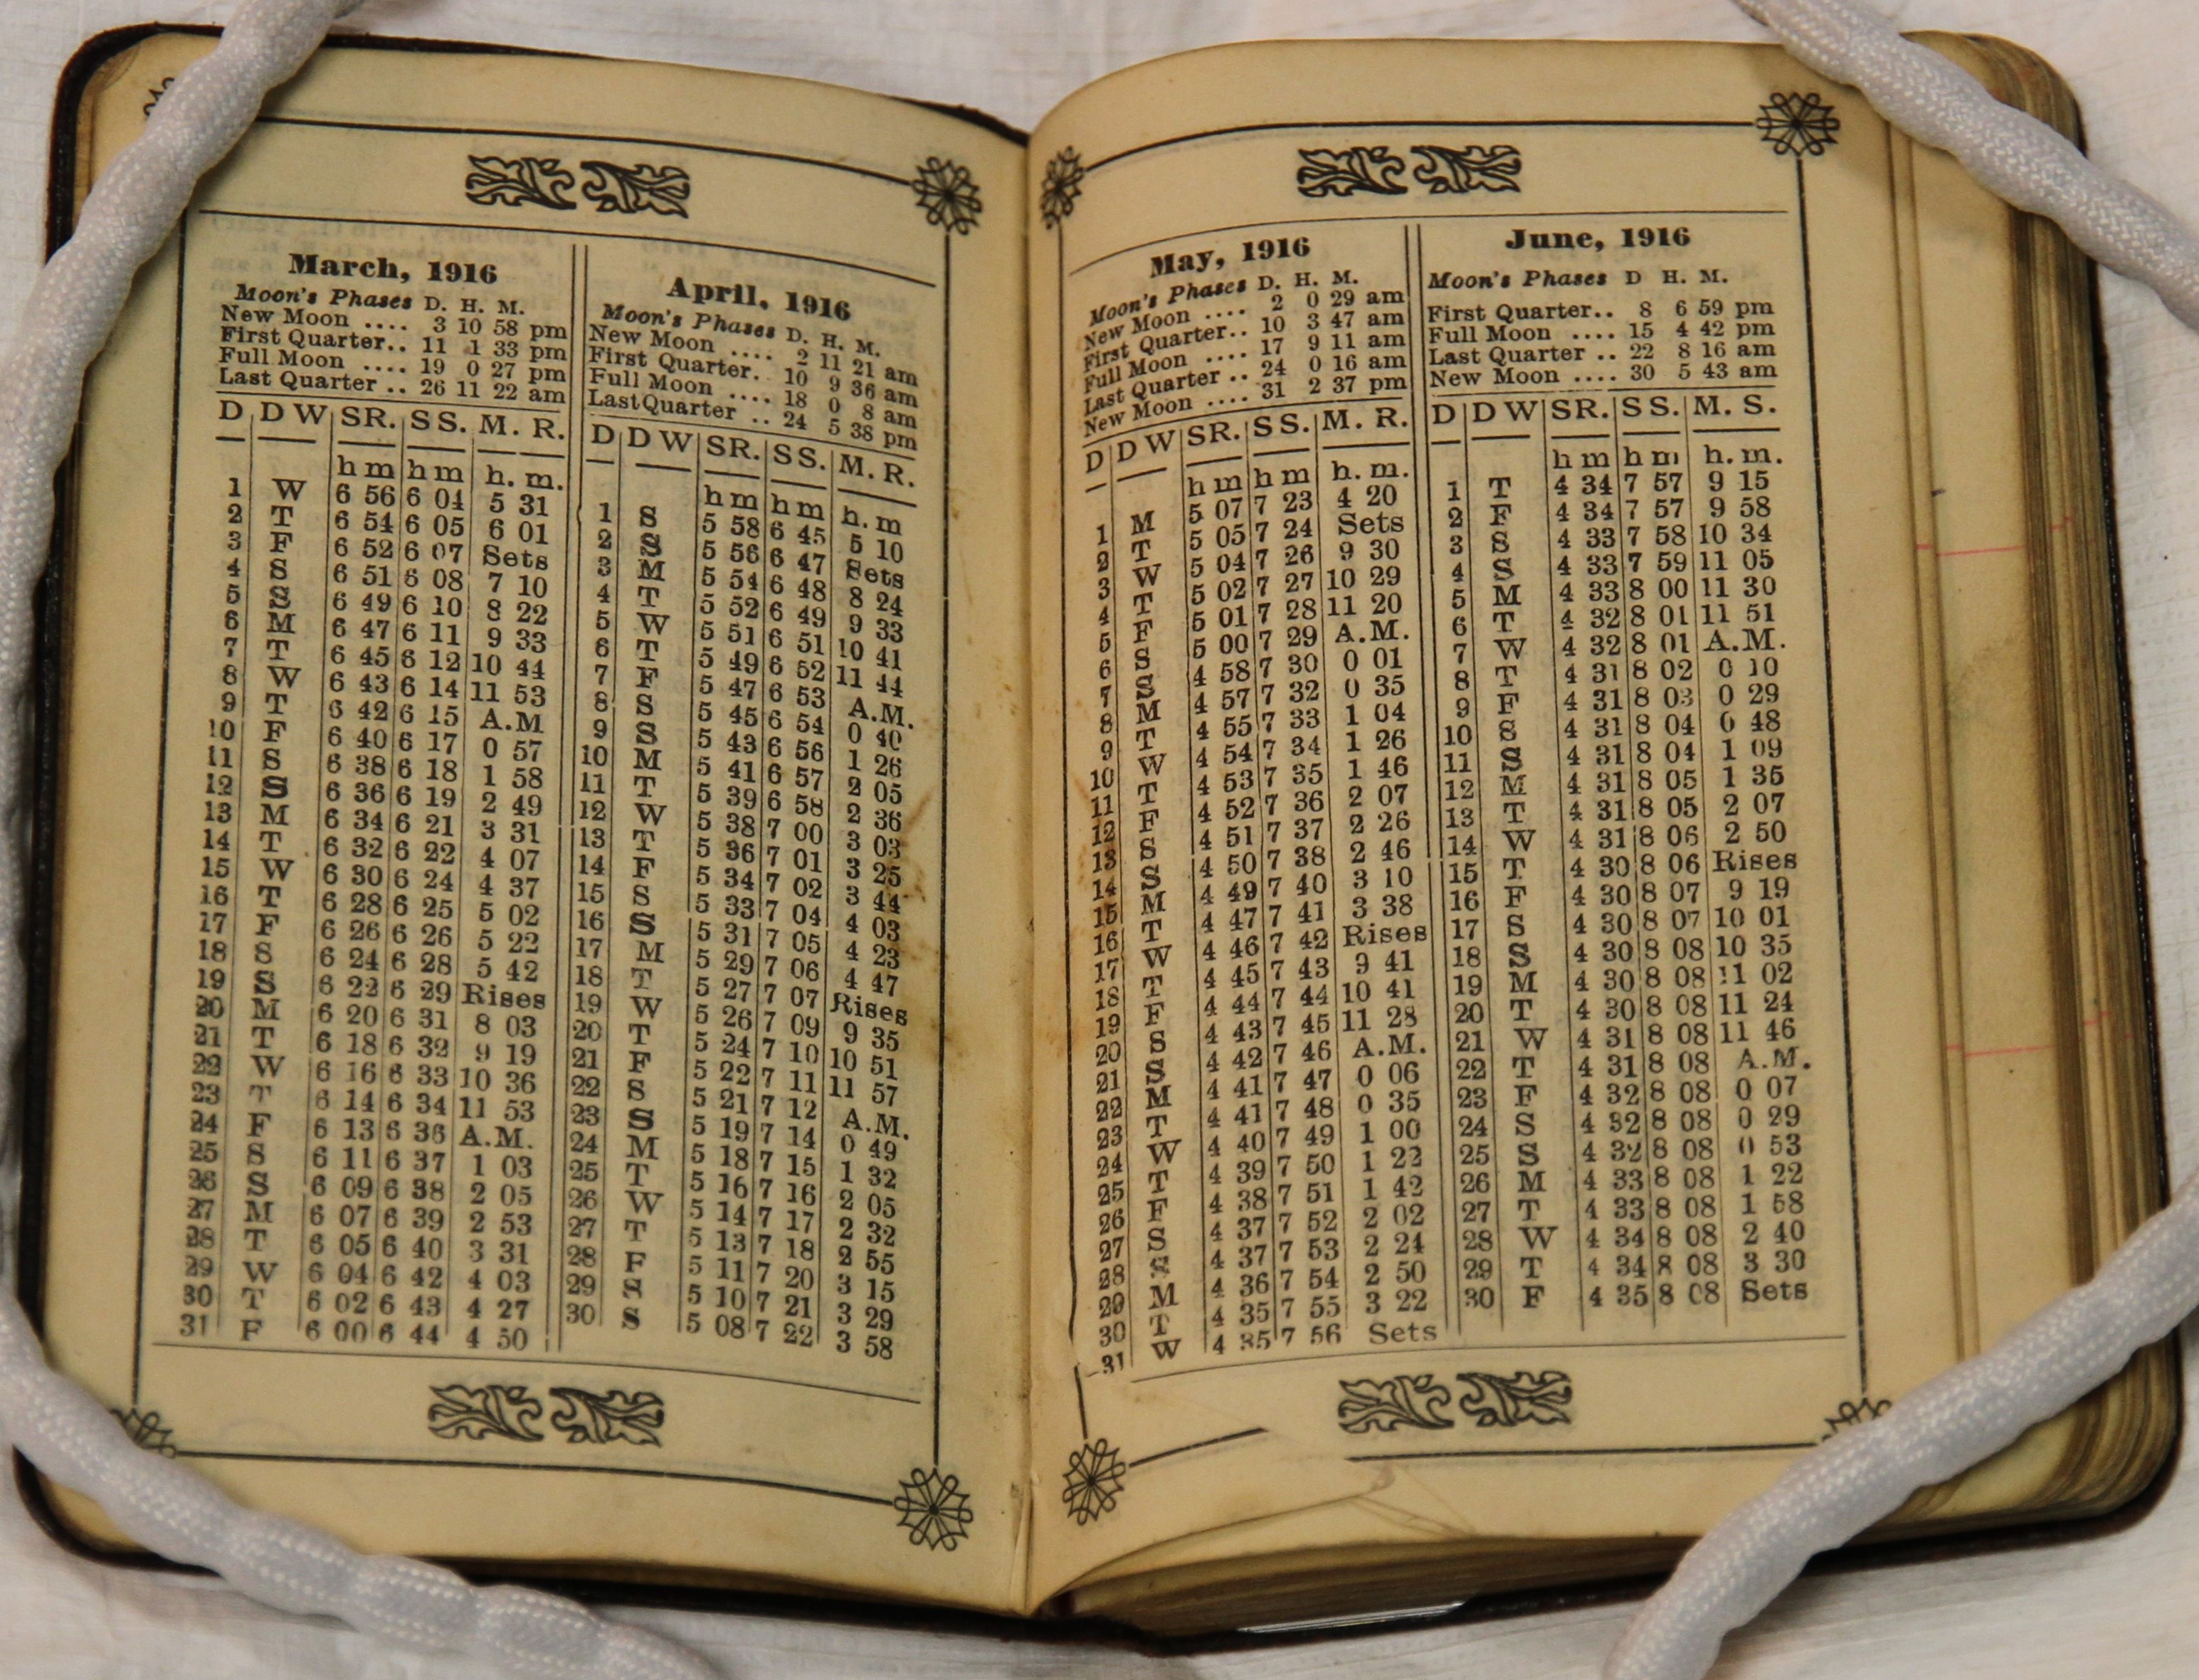 March, 1916
Moon's Phases D. H. M.
New Moon .... 3 10 58 pm
First Quarter.. 11 1 33 pm
Full Moon .... 19 0 27 pm
Last Quarter .. 26 11 22 am
D D W SR. S S. M. R.
h m h m h. m.
1 W 6 56 6 04 5 31
2 T 6 54 6 05 6 01
3 F 6 52 6 07 Sets
4 S 6 51 6 08 7 10
5 S 6 49 6 10 8 22
6 M 6 47 6 11 9 33
7 T 6 45 6 12 10 44
8 W 6 43 6 14 11 53
9 T 6 42 6 15 A.M
10 F 6 40 6 17 0 57
11 S 6 38 6 18 1 58
12 S 6 36 6 19 2 49
13 M 6 34 6 21 3 31
14 T 6 32 6 22 4 07
15 W 6 30 6 24 4 37
16 T 6 28 6 25 5 02
17 F 6 26 6 26 5 22
18 S 6 24 6 28 5 42
19 S 6 22 6 29 Rises
20 M 6 20 6 31 8 03
21 T 6 18 6 32 9 19
22 W 6 16 6 33 10 36
23 T 6 14 6 34 11 53
24 F 6 13 6 36 A.M.
25 S 6 11 6 37 1 03
26 S 6 09 6 38 2 05
27 M 6 07 6 39 2 53
28 T 6 05 6 40 3 31
29 W 6 04 6 42 4 03
30 T 6 02 6 43 4 27
31 F 6 00 6 44 4 50
April, 1916
Moon's Phases D. H. M.
New Moon .... 2 11 21 am
First Quarter. 10 9 36 am
Full Moon .... 18 0 8 am
Last Quarter .. 24 5 38 pm
D D W SR. S S. M. R.
h m h m h. m
1 S 5 58 6 45 5 10
2 S 5 56 6 47 Sets
3 M 5 54 6 48 8 24
4 T 5 52 6 49 9 33
5 W 5 51 6 51 10 41
6 T 5 49 6 52 11 44
7 F 5 47 6 53 A.M.
8 S 5 45 6 54 0 40
9 S 5 43 6 56 1 26
10 M 5 41 6 57 2 05
11 T 5 39 6 58 2 36
12 W 5 38 7 00 3 03
13 T 5 36 7 01 3 25
14 F 5 34 7 02 3 44
15 S 5 33 7 04 4 03
16 S 5 31 7 05 4 23
17 M 5 29 7 06 4 47
18 T 5 27 7 07 Rises
19 W 5 26 7 09 9 35
20 T 5 24 7 10 10 51
21 F 5 22 7 11 11 57
22 S 5 21 7 12 A.M.
23 S 5 19 7 14 0 49
24 M 5 18 7 15 1 32
25 T 5 16 7 16 2 05
26 W 5 14 7 17 2 32
27 T 5 13 7 18 2 55
28 F 5 11 7 20 3 15
29 S 5 10 7 21 3 29
30 S 5 08 7 22 3 58
May, 1916
Moon's Phases D. H. M.
New Moon .... 2 0 29 am
First Quarter.. 10 3 47 am
Full Moon .... 17 9 11 am
Last Quarter .. 24 0 16 am
New Moon .... 31 2 37 pm
D D W SR. S S. M. R.
h m h m h. m.
1 M 5 07 7 23 4 20
2 T 5 05 7 24 Sets
3 W 5 04 7 26 9 30
4 T 5 02 7 27 10 29
5 F 5 01 7 28 11 20
6 S 5 00 7 29 A.M.
7 S 4 58 7 30 0 01
8 M 4 57 7 32 0 35
9 T 4 55 7 33 1 04
10 W 4 54 7 34 1 26
11 T 4 53 7 35 1 46
12 F 4 52 7 36 2 07
13 S 4 51 7 37 2 26
14 S 4 50 7 38 2 46
15 M 4 49 7 40 3 10
16 T 4 47 7 41 3 38
17 W 4 46 7 42 Rises
18 T 4 45 7 43 9 41
19 F 4 44 7 44 10 41
20 S 4 43 7 45 11 28
21 S 4 42 7 46 A.M.
22 M 4 41 7 47 0 06
23 T 4 41 7 48 0 35
24 W 4 40 7 49 1 00
25 T 4 39 7 50 1 22
26 F 4 38 7 51 1 42
27 S 4 37 7 52 2 02
28 S 4 37 7 53 2 24
29 M 4 36 7 54 2 50
30 T 4 35 7 55 3 22
31 W 4 35 7 56 Sets
June, 1916
Moon's Phases D H. M.
First Quarter.. 8 6 59 pm
Full Moon .... 15 4 42 pm
Last Quarter .. 22 8 16 am
New Moon .... 30 5 43 am
D D W SR. S S. M. S.
h m h m h. m.
1 T 4 34 7 57 9 15
2 F 4 34 7 57 9 58
3 S 4 33 7 58 10 34
4 S 4 33 7 59 11 05
5 M 4 33 8 00 11 30
6 T 4 32 8 01 11 51
7 W 4 32 8 01 A.M.
8 T 4 31 8 02 0 10
9 F 4 31 8 03 0 29
10 S 4 31 8 04 0 48
11 S 4 31 8 04 1 09
12 M 4 31 8 05 1 35
13 T 4 31 8 05 2 07
14 W 4 31 8 06 2 50
15 T 4 30 8 06 Rises
16 F 4 30 8 07 9 19
17 S 4 30 8 07 10 01
18 S 4 30 8 08 10 35
19 M 4 30 8 08 11 02
20 T 4 30 8 08 11 24
21 W 4 31 8 08 11 46
22 T 4 31 8 08 A.M.
23 F 4 32 8 08 0 07
24 S 4 32 8 08 0 29
25 S 4 32 8 08 0 53
26 M 4 33 8 08 1 22
27 T 4 33 8 08 1 58
28 W 4 34 8 08 2 40
29 T 4 34 8 08 3 30
30 F 4 35 8 08 Sets